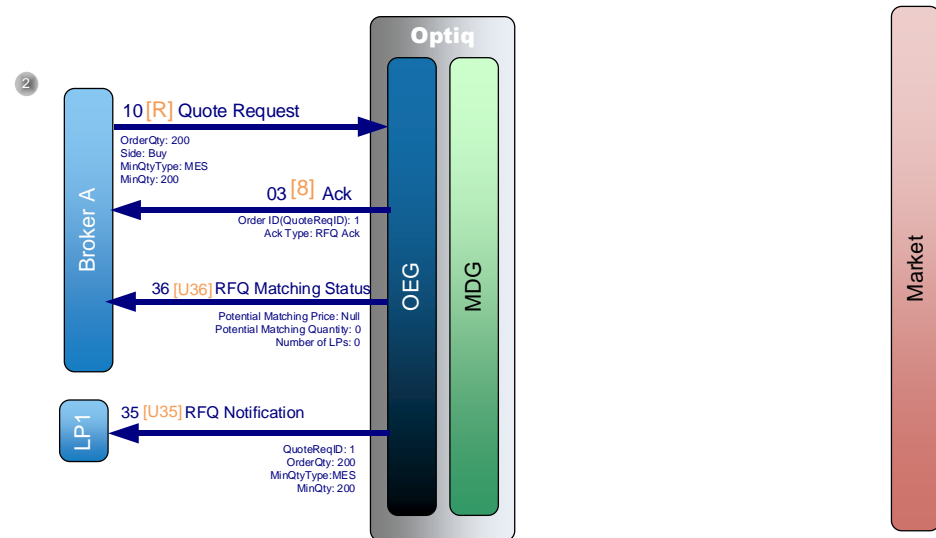 Optiq
2
10 [R] Quote Request
OrderQty: 200
Side: Buy
MinQtyType: MES
MinQty: 200
03 [8] Ack
Order ID(QuoteReqID): 1
Ack Type: RFQ Ack
Broker A
36 [U36] RFQ Matching Status
Potential Matching Price: Null
Potential Matching Quantity: 0
Number of LPs: 0
OEG
MDG
Market
LP1
35 [U35] RFQ Notification
QuoteReqID: 1
OrderQty: 200
MinQtyType:MES
MinQty: 200